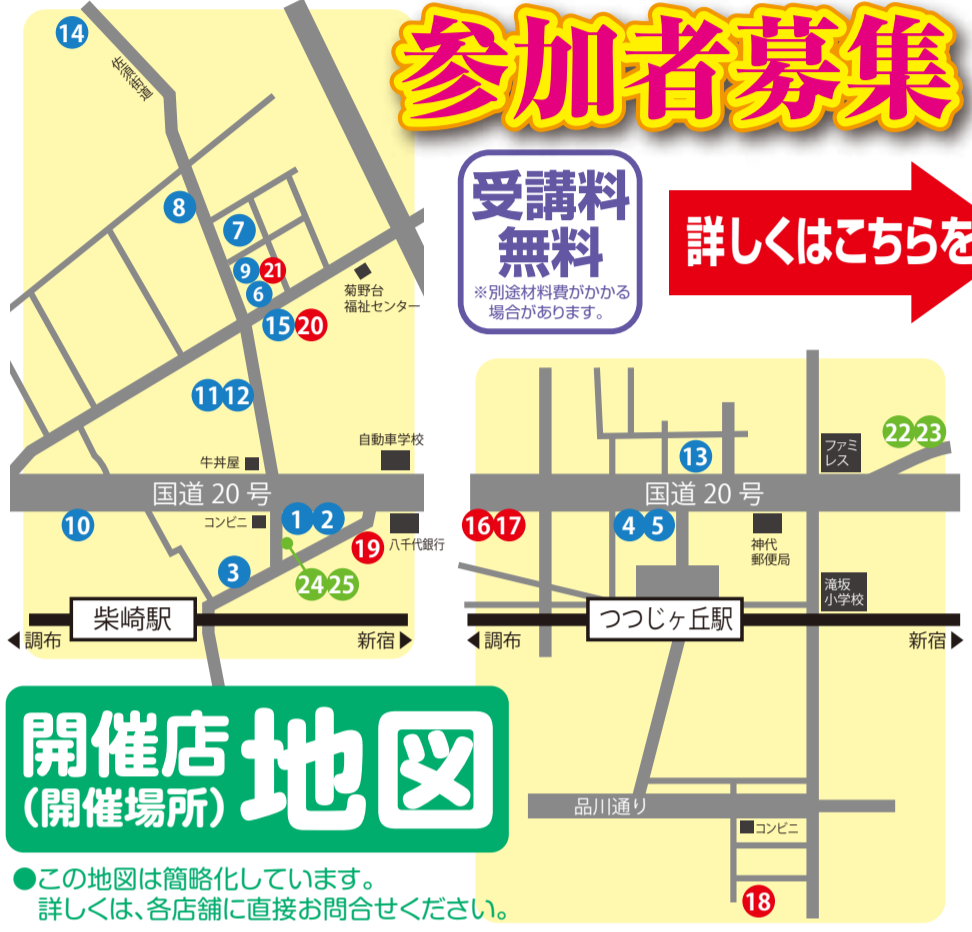 参加者募集
受講料
無料
※別途材料費がかかる
場合があります。
詳しくはこちらを
14
佐須街道
8
7
9 21
6
15 20
菊野台
福祉センター
11 12
自動車学校
牛丼屋
国道 20 号
10
コンビニ
1 2
19
八千代銀行
3
24 25
柴崎駅
◀調布
新宿▶
22 23
ファミ
レス
13
国道 20 号
16 17
4 5
神代
郵便局
滝坂
小学校
つつじヶ丘駅
◀調布
新宿▶
品川通り
コンビニ
18
開催店
(開催場所)
地図
●この地図は簡略化しています。
詳しくは、各店舗に直接お問合せください。